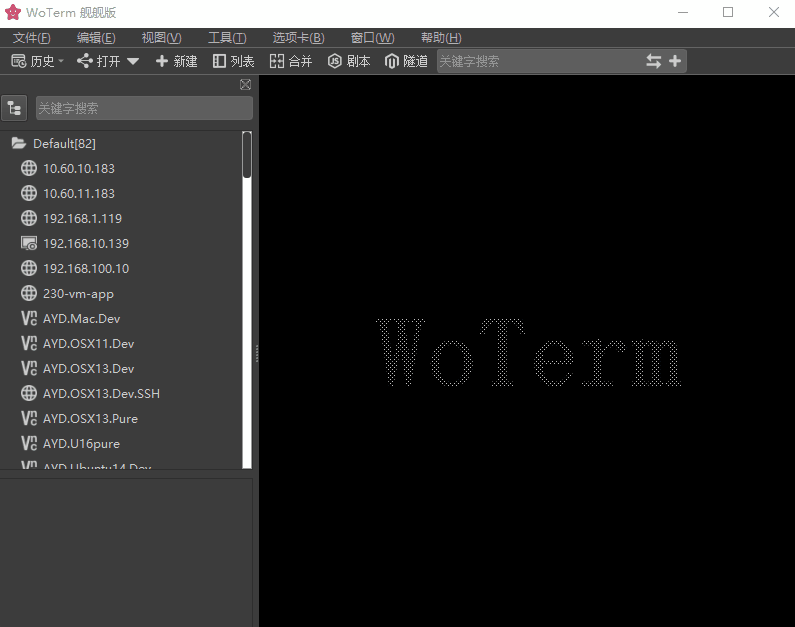 WoTerm 舰舰版
文件(F) 编辑(E) 视图(V) 工具(T) 选项卡(B) 窗口(W) 帮助(H)
历史 打开 新建 列表 合并 剧本 隧道 关键字搜索
关键字搜索
Default[82]
10.60.10.183
10.60.11.183
192.168.1.119
192.168.10.139
192.168.100.10
230-vm-app
AYD.Mac.Dev
AYD.OSX11.Dev
AYD.OSX13.Dev
AYD.OSX13.Dev.SSH
AYD.OSX13.Pure
AYD.U16pure
AYD.Ubuntu14.Dev
WoTerm